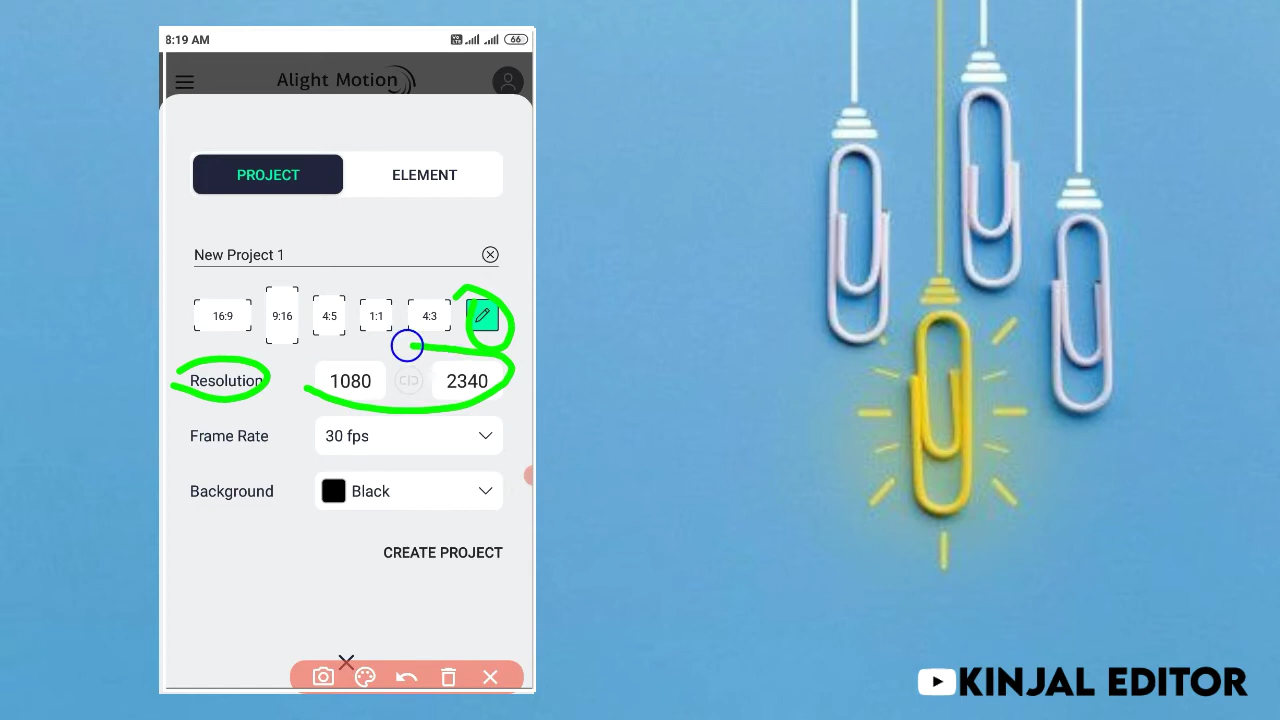 8:19 AM
66
Alight Motion
PROJECT
ELEMENT
New Project 1
16:9
9:16
4:5
1:1
4:3
Resolution
1080
2340
Frame Rate
30 fps
Background
Black
CREATE PROJECT
KINJAL EDITOR